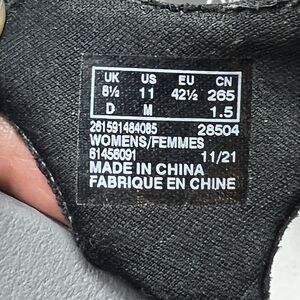 UK US EU CN
8½ 11 42½ 265
D M 1.5
261591484085 28504
WOMENS/FEMMES
61456091 11/21
MADE IN CHINA
FABRIQUE EN CHINE